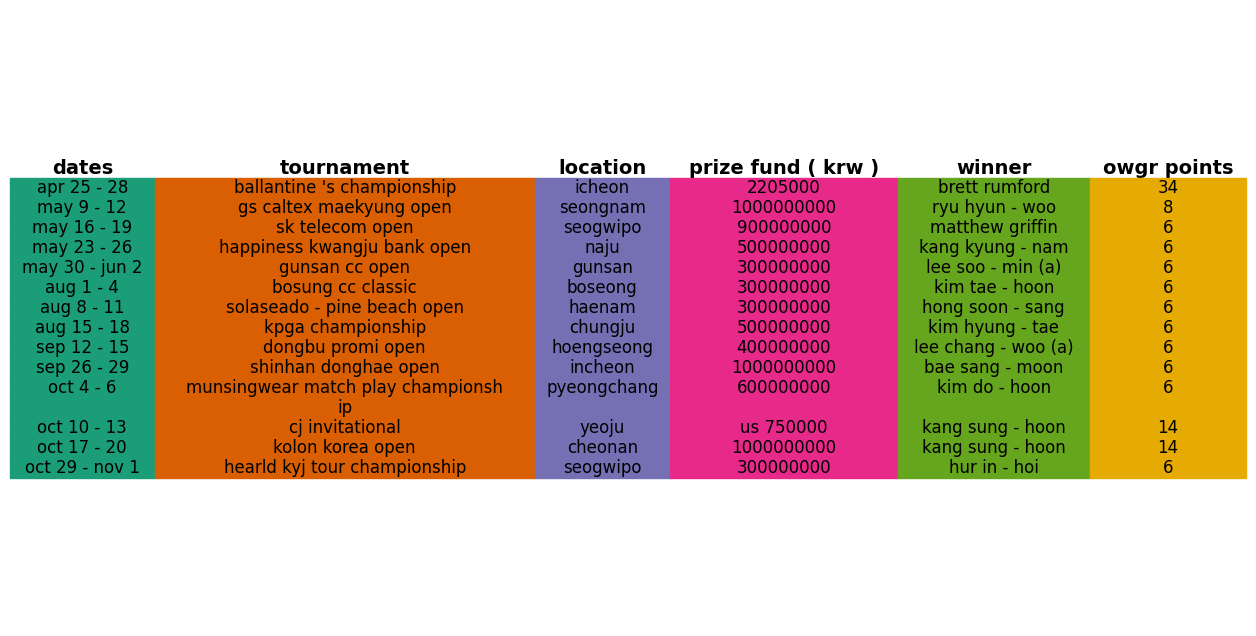 dates tournament location prize fund ( krw ) winner owgr points
apr 25 - 28 ballantine 's championship icheon 2205000 brett rumford 34
may 9 - 12 gs caltex maekyung open seongnam 1000000000 ryu hyun - woo 8
may 16 - 19 sk telecom open seogwipo 900000000 matthew griffin 6
may 23 - 26 happiness kwangju bank open naju 500000000 kang kyung - nam 6
may 30 - jun 2 gunsan cc open gunsan 300000000 lee soo - min (a) 6
aug 1 - 4 bosung cc classic boseong 300000000 kim tae - hoon 6
aug 8 - 11 solaseado - pine beach open haenam 300000000 hong soon - sang 6
aug 15 - 18 kpga championship chungju 500000000 kim hyung - tae 6
sep 12 - 15 dongbu promi open hoengseong 400000000 lee chang - woo (a) 6
sep 26 - 29 shinhan donghae open incheon 1000000000 bae sang - moon 6
oct 4 - 6 munsingwear match play championsh pyeongchang 600000000 kim do - hoon 6
ip
oct 10 - 13 cj invitational yeoju us 750000 kang sung - hoon 14
oct 17 - 20 kolon korea open cheonan 1000000000 kang sung - hoon 14
oct 29 - nov 1 hearld kyj tour championship seogwipo 300000000 hur in - hoi 6